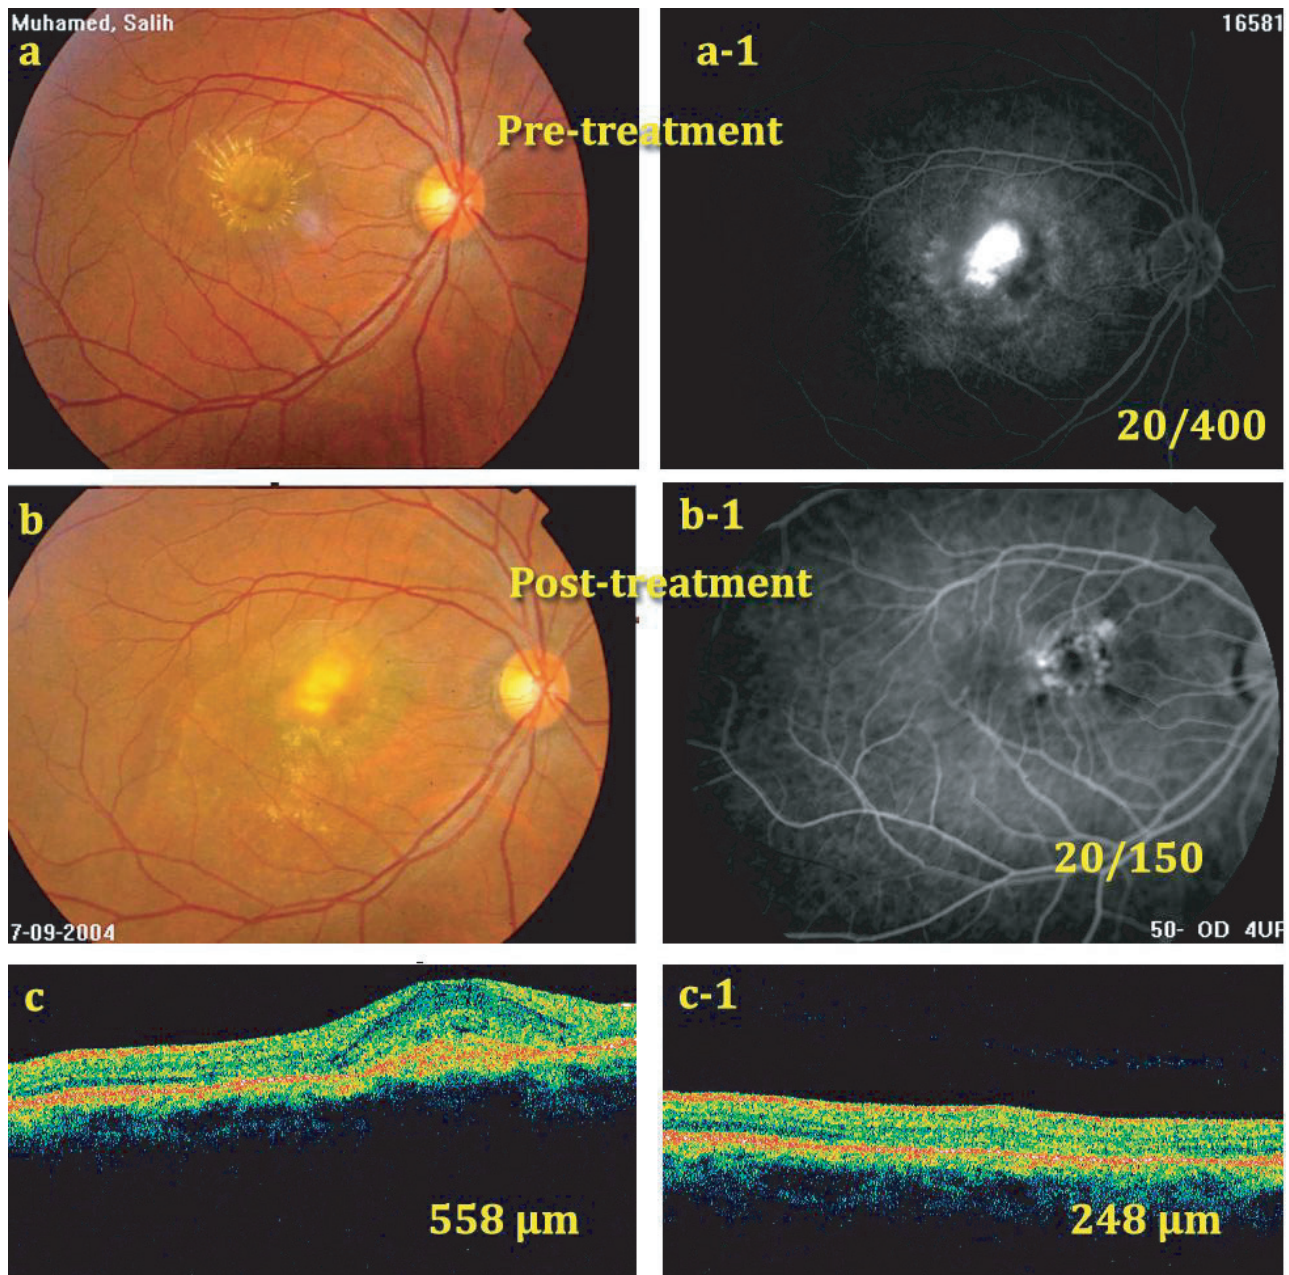 Muhamed, Salih
a
a-1
16581
Pre-treatment
20/400
b
b-1
Post-treatment
20/150
7-09-2004
50- OD 4UF
c
c-1
558 µm
248 µm